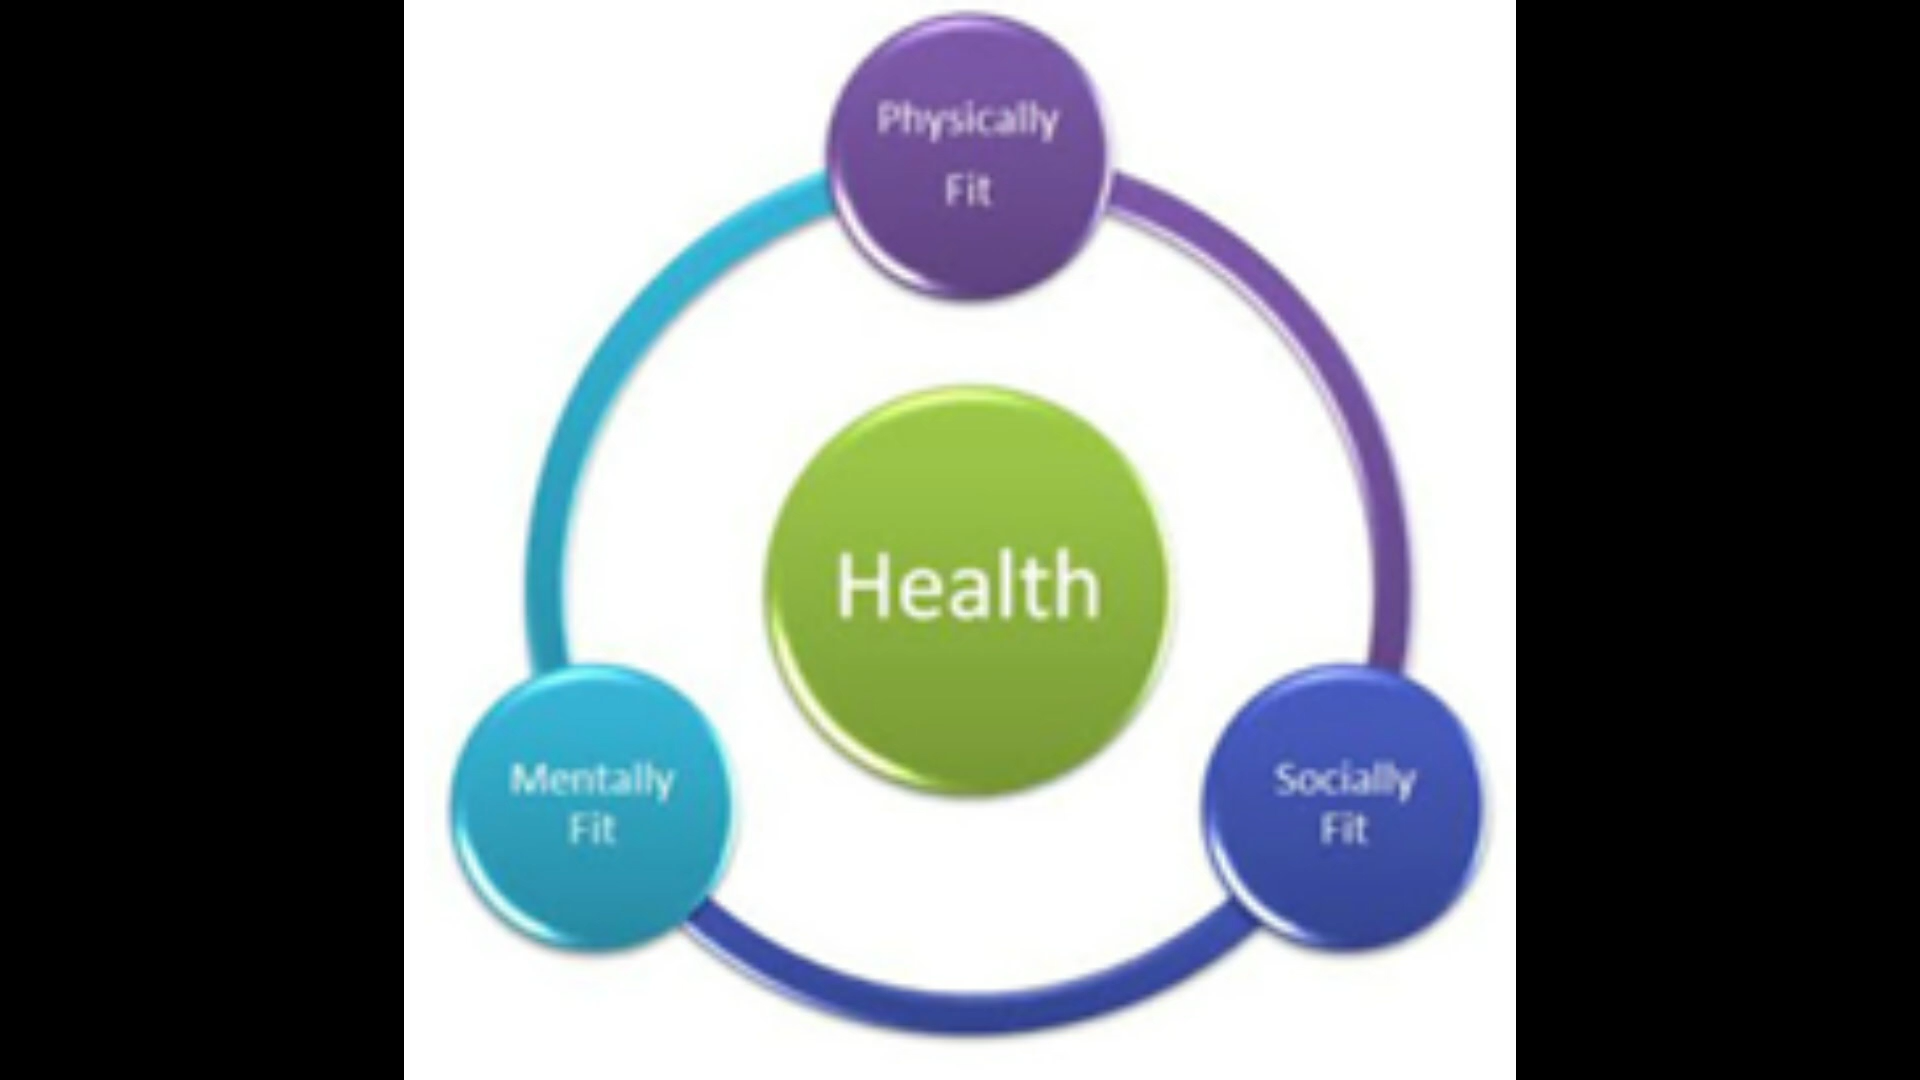 Physically
Fit
Health
Mentally
Fit
Socially
Fit